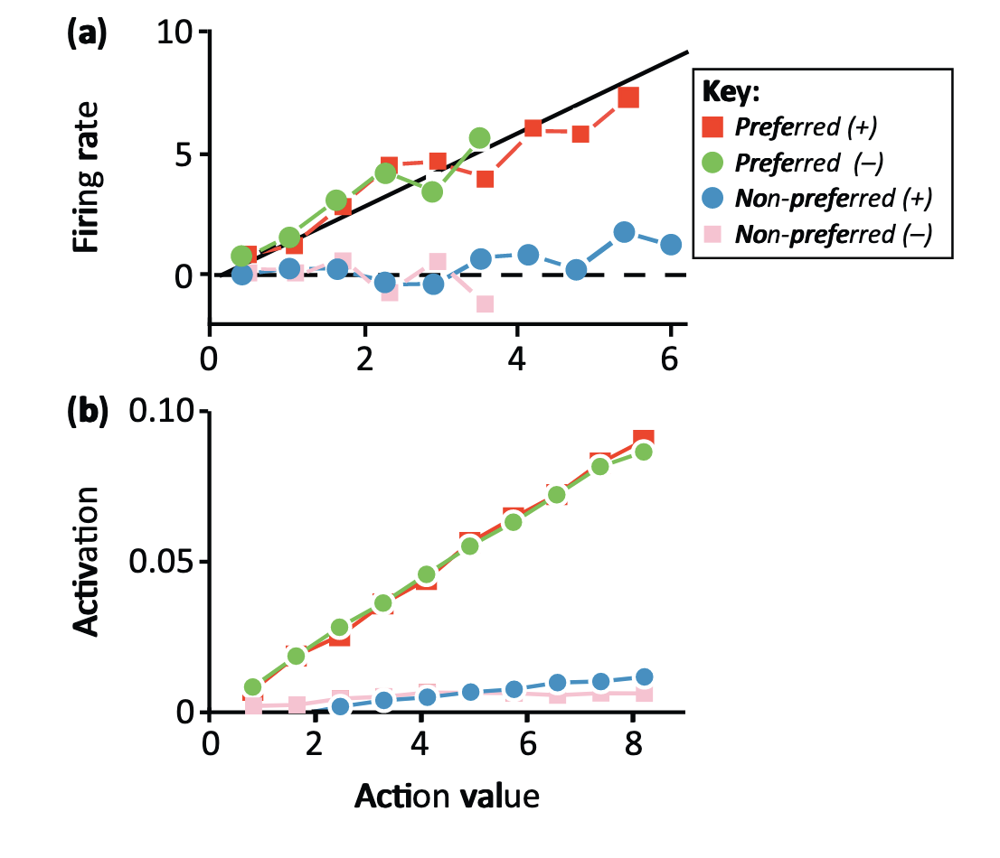 (a)
10
5
0
Firing rate
0 2 4 6
Key:
Preferred (+)
Preferred (–)
Non-preferred (+)
Non-preferred (–)
(b)
0.10
0.05
0
Activation
0 2 4 6 8
Action value